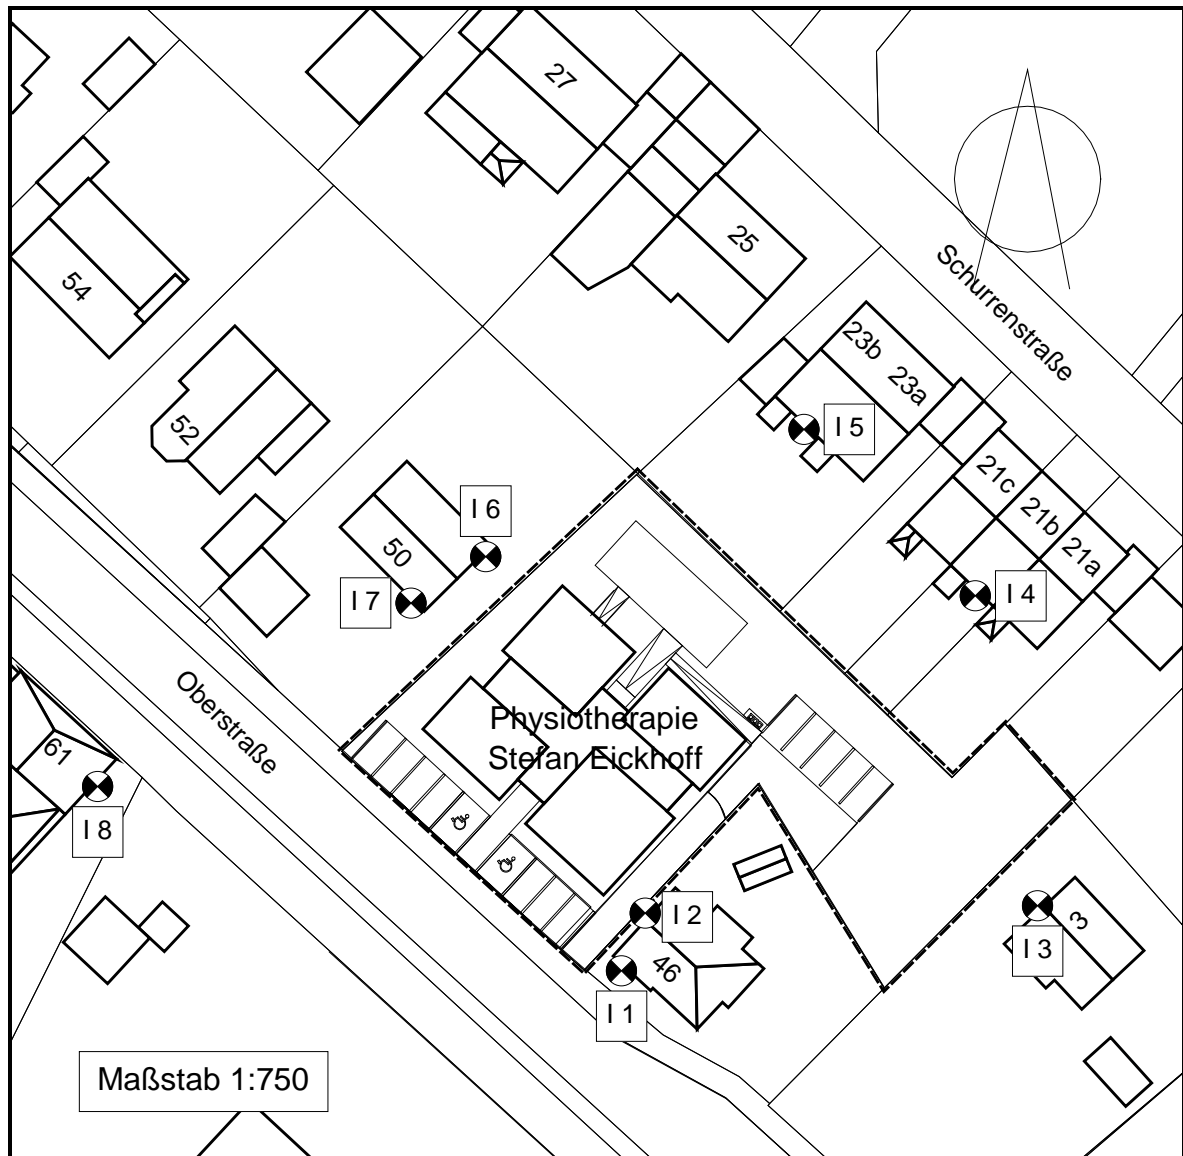 27
25
54
Schurrenstraße
23b
23a
52
I 5
21c
21b
21a
I 6
50
I 7
I 4
Oberstraße
Physiotherapie
Stefan Eickhoff
61
I 8
I 2
46
3
I 3
I 1
Maßstab 1:750